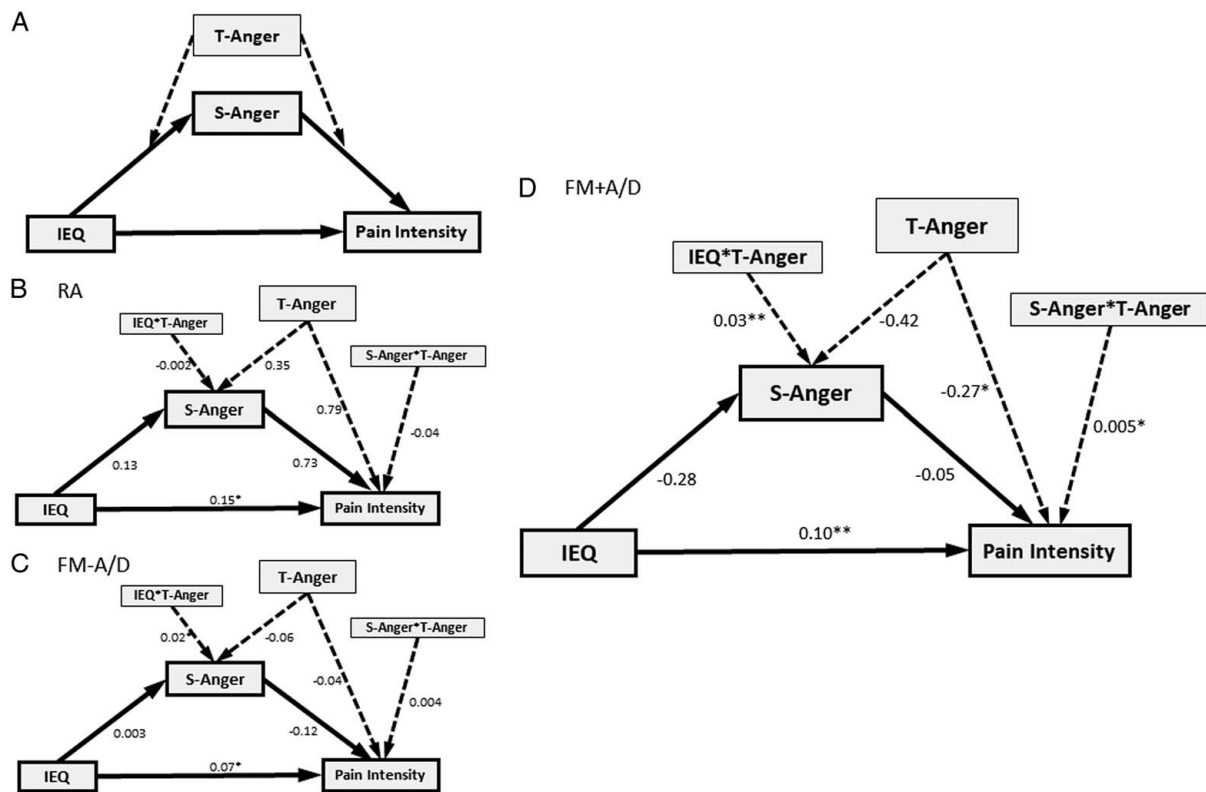 A
T-Anger
S-Anger
IEQ
Pain Intensity
B RA
T-Anger
IEQ*T-Anger
S-Anger*T-Anger
-0.002
0.35
S-Anger
0.79
-0.04
0.13
0.73
IEQ
0.15*
Pain Intensity
C FM-A/D
T-Anger
IEQ*T-Anger
S-Anger*T-Anger
0.02
-0.06
S-Anger
-0.04
0.004
0.003
-0.12
IEQ
0.07*
Pain Intensity
D FM+A/D
T-Anger
IEQ*T-Anger
S-Anger*T-Anger
0.03**
-0.42
S-Anger
-0.27*
0.005*
-0.28
-0.05
0.10**
IEQ
Pain Intensity